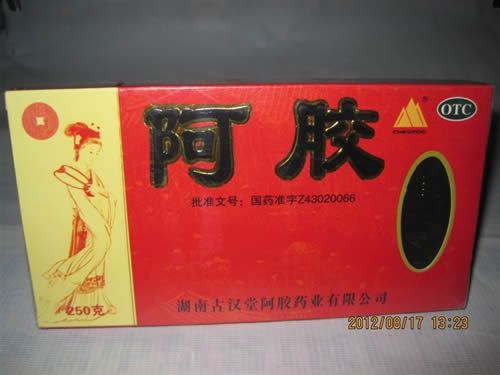 阿胶
OTC
批准文号：国药准字Z43020066
250克
湖南古汉堂阿胶药业有限公司
2012/08/17 13:23